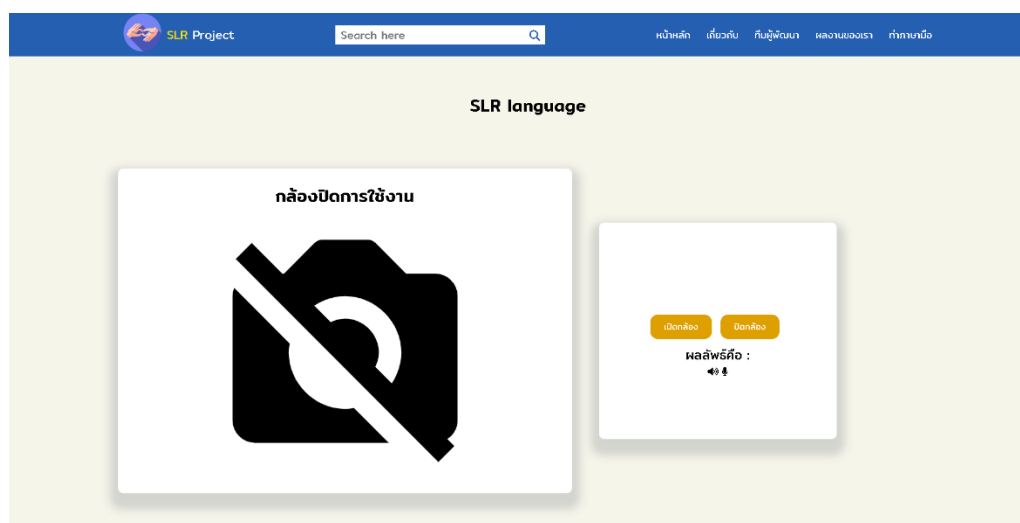 SLR Project
Search here
หน้าหลัก เกี่ยวกับ ทีมผู้พัฒนา ผลงานของเรา ท่าภาษามือ
SLR language
กล้องปิดการใช้งาน
เปิดกล้อง ปิดกล้อง
ผลลัพธ์คือ :